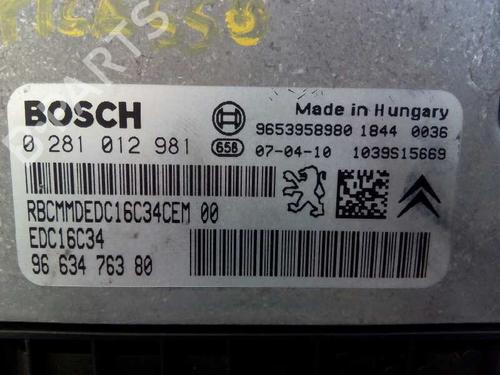 BOSCH
Made in Hungary
9653958980 1844 0036
0 281 012 981
658 07-04-10 1039S15669
RBCMMDEDC16C34CEM 00
EDC16C34
96 634 763 80